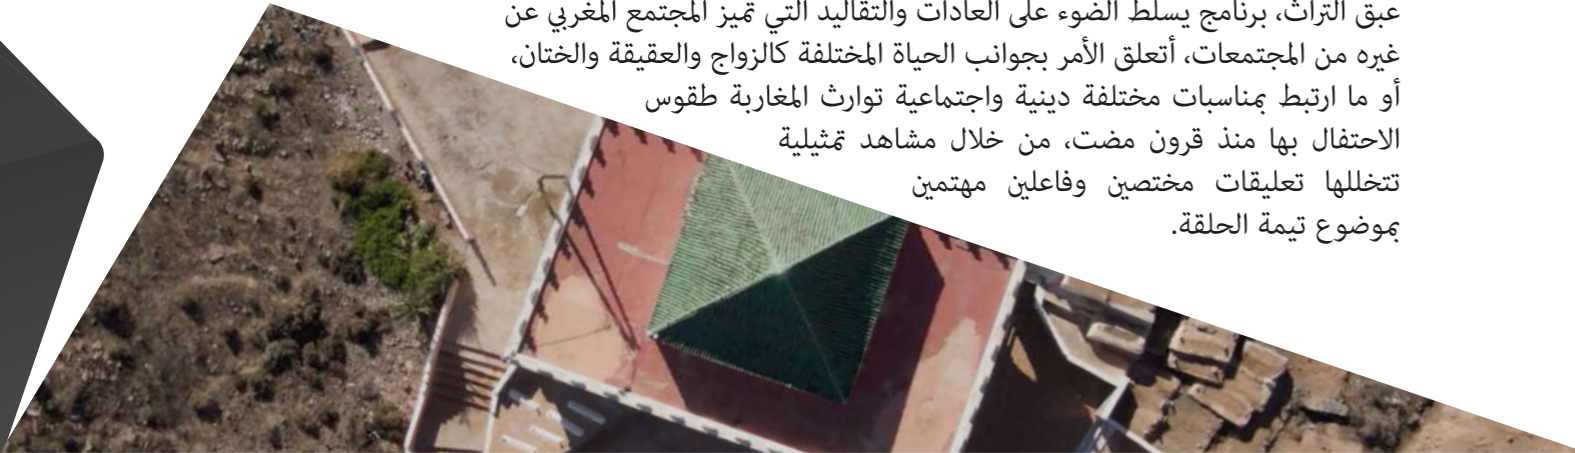 عبق التراث، برنامج يسلط الضوء على العادات والتقاليد التي تميز المجتمع المغربي عن
غيره من المجتمعات، أتعلق الأمر بجوانب الحياة المختلفة كالزواج والعقيقة والختان،
أو ما ارتبط بمناسبات مختلفة دينية واجتماعية توارث المغاربة طقوس
الاحتفال بها منذ قرون مضت، من خلال مشاهد تمثيلية
تتخللها تعليقات مختصين وفاعلين مهتمين
بموضوع تيمة الحلقة.